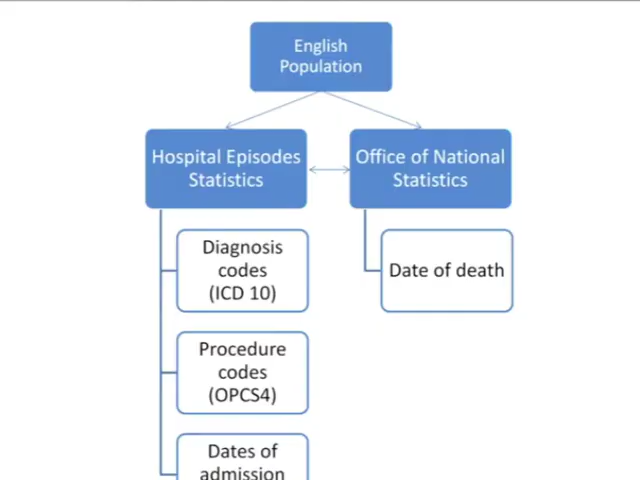 English
Population
Hospital Episodes
Statistics
Office of National
Statistics
Diagnosis
codes
(ICD 10)
Date of death
Procedure
codes
(OPCS4)
Dates of
admission